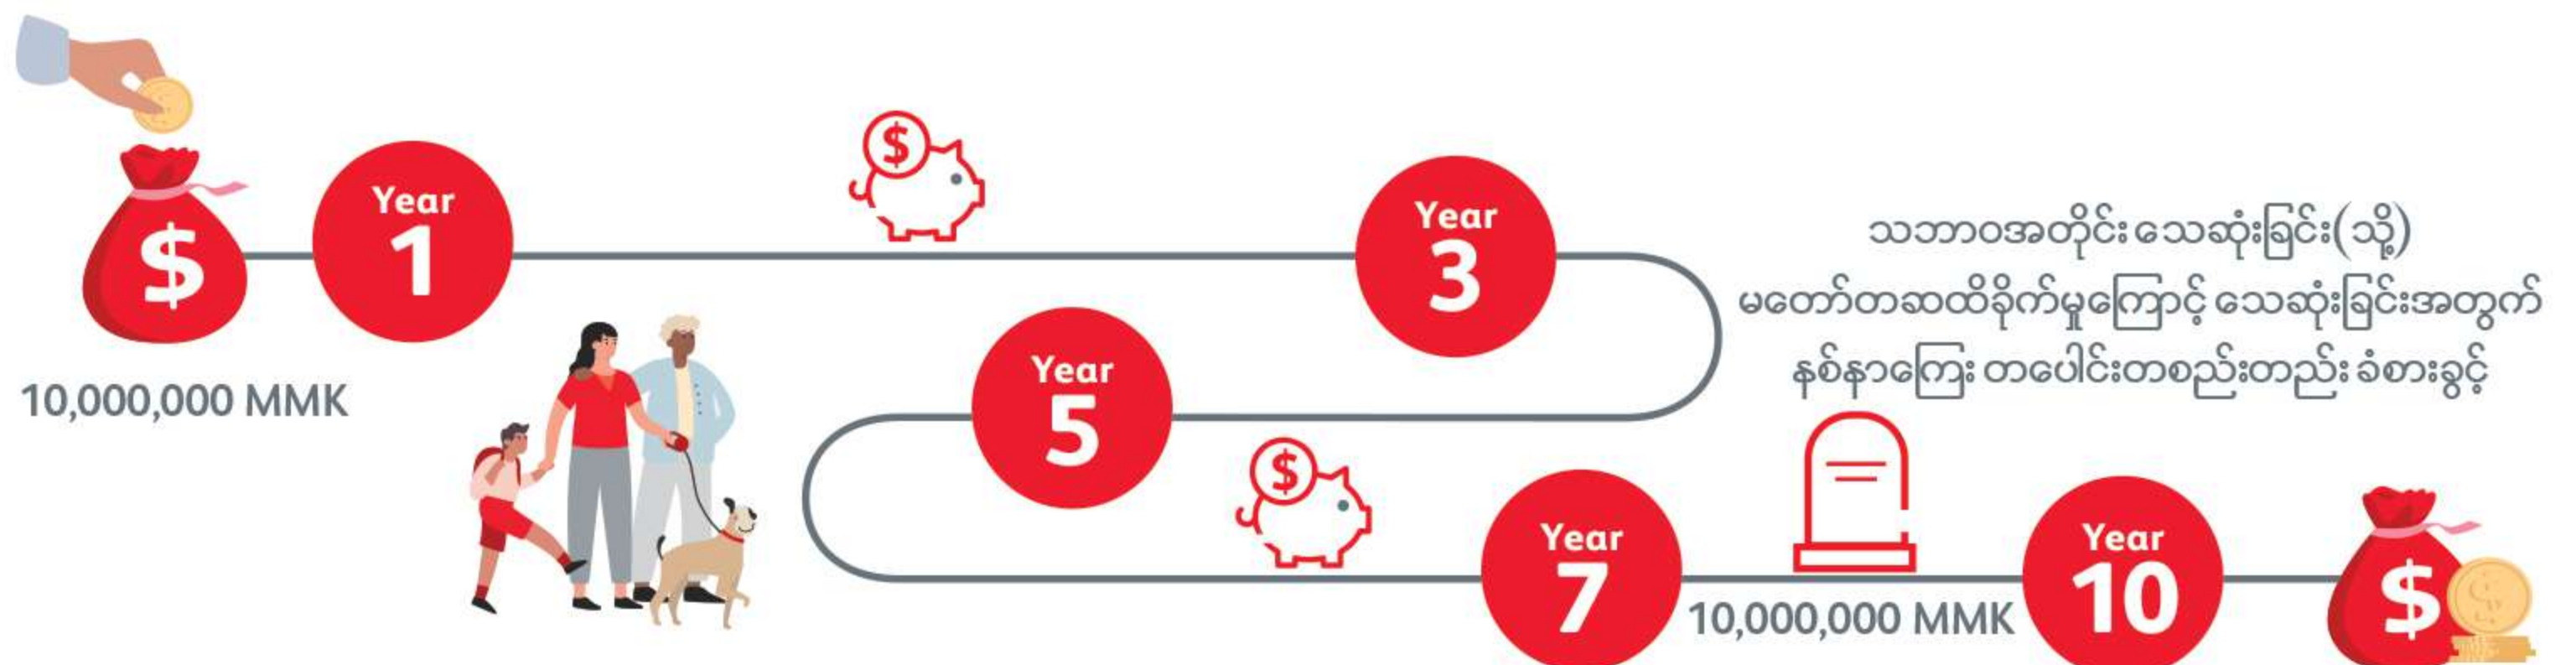 Year
1
$
10,000,000 MMK
$
Year
3
သဘာဝအတိုင်း သေဆုံးခြင်း(သို့)
မတော်တဆထိခိုက်မှုကြောင့် သေဆုံးခြင်းအတွက်
နစ်နာကြေး တပေါင်းတစည်းတည်း ခံစားခွင့်
Year
5
$
Year
7
10,000,000 MMK
Year
10
$